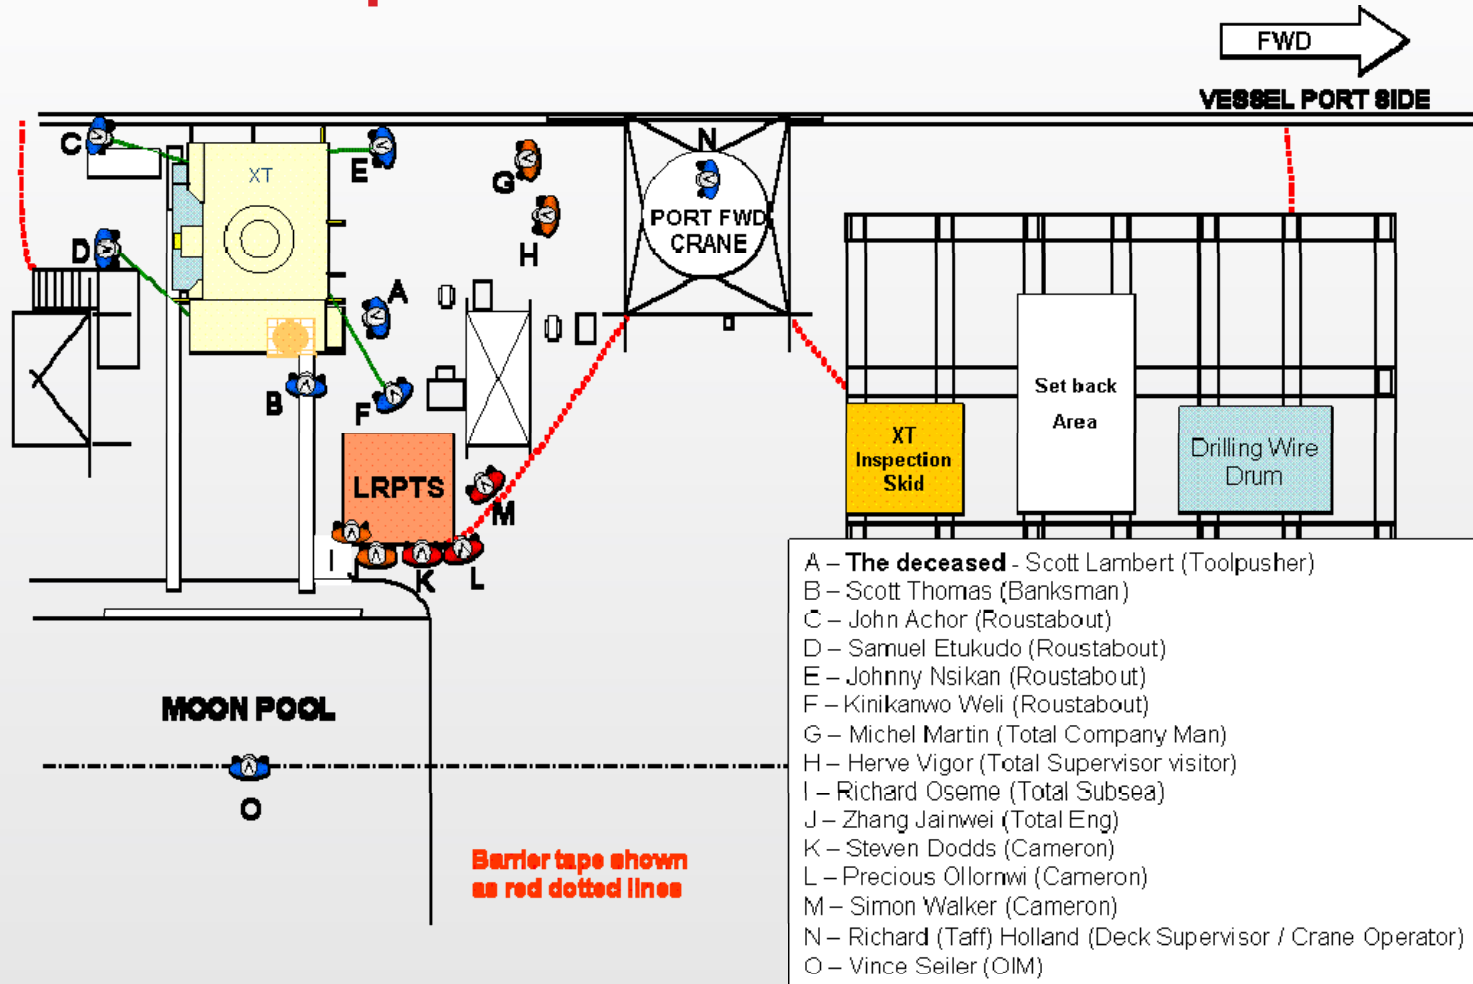 FWD
VESSEL PORT SIDE
C
XT
E
G
N
PORT FWD
CRANE
H
D
A
B
F
Set back
Area
XT
Inspection
Skid
Drilling Wire
Drum
LRPTS
M
I
J
K
L
MOON POOL
O
Barrier tape shown
as red dotted lines
A – The deceased - Scott Lambert (Toolpusher)
B – Scott Thomas (Banksman)
C – John Achor (Roustabout)
D – Samuel Etukudo (Roustabout)
E – Johnny Nsikan (Roustabout)
F – Kinikanwo Weli (Roustabout)
G – Michel Martin (Total Company Man)
H – Herve Vigor (Total Supervisor visitor)
I – Richard Oseme (Total Subsea)
J – Zhang Jainwei (Total Eng)
K – Steven Dodds (Cameron)
L – Precious Ollornwi (Cameron)
M – Simon Walker (Cameron)
N – Richard (Taff) Holland (Deck Supervisor / Crane Operator)
O – Vince Seiler (OIM)